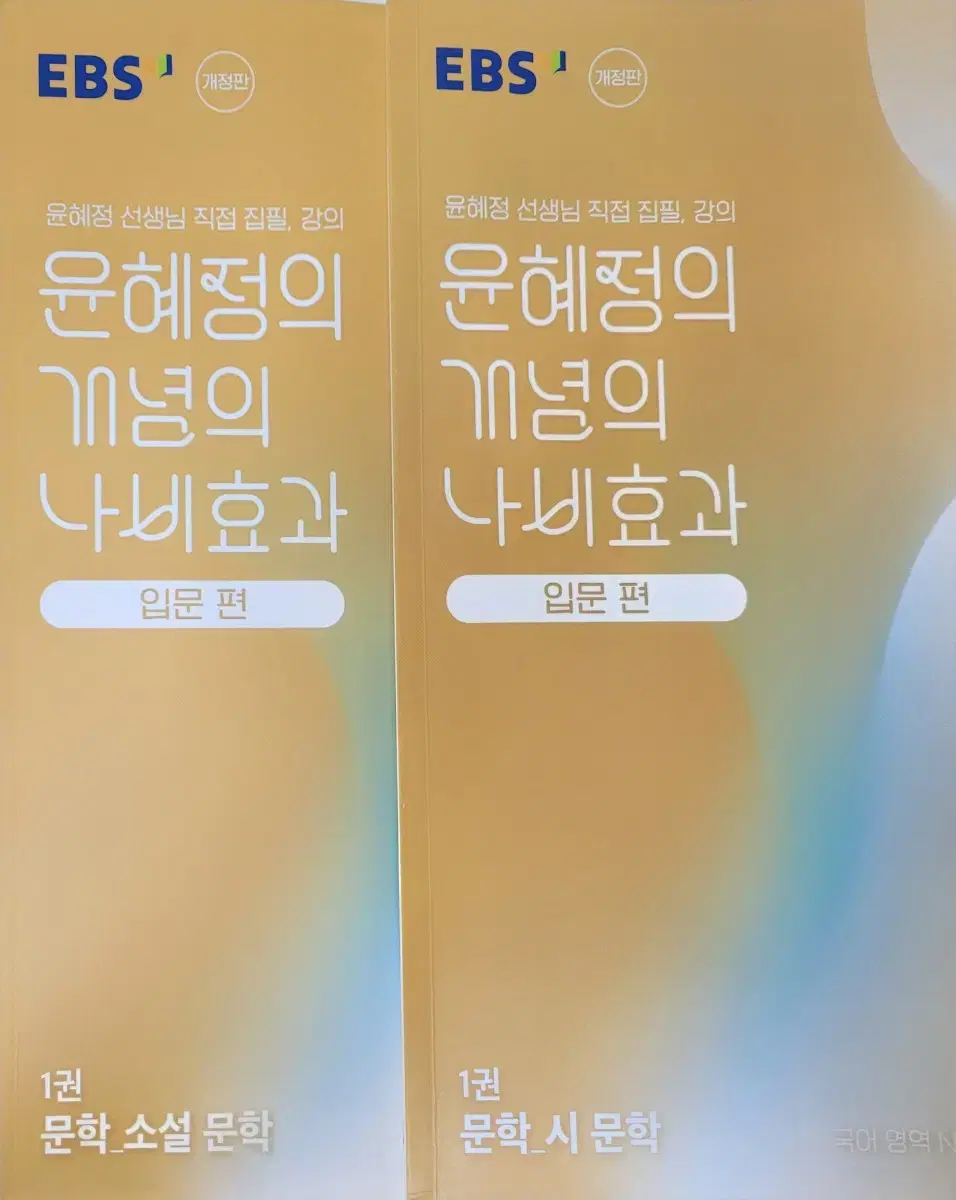 EBS 개정판
윤혜정 선생님 직접 집필, 강의
윤혜정의
개념의
나비효과
입문 편
1권
문학_소설 문학
EBS 개정판
윤혜정 선생님 직접 집필, 강의
윤혜정의
개념의
나비효과
입문 편
1권
문학_시 문학
국어 영역